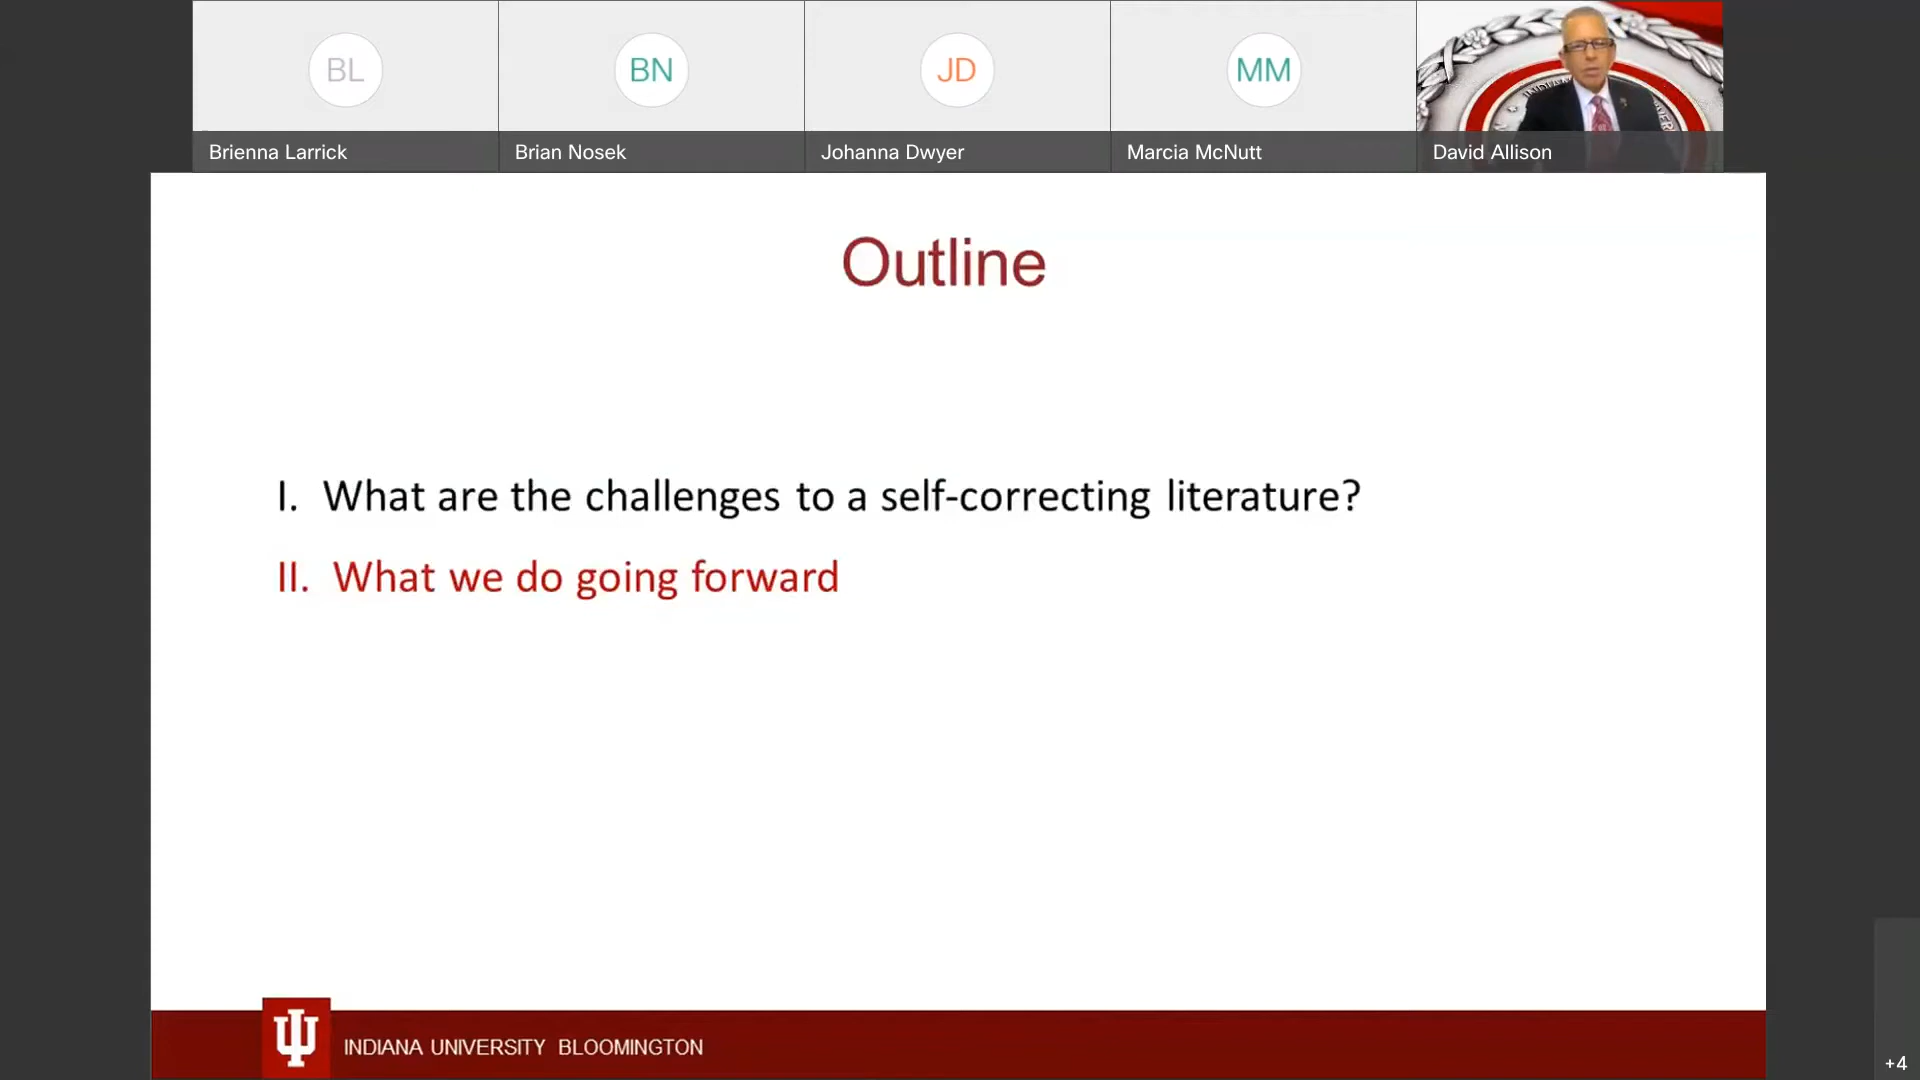 BL
BN
JD
MM
Brienna Larrick
Brian Nosek
Johanna Dwyer
Marcia McNutt
David Allison
Outline
I. What are the challenges to a self-correcting literature?
II. What we do going forward
INDIANA UNIVERSITY BLOOMINGTON
+4